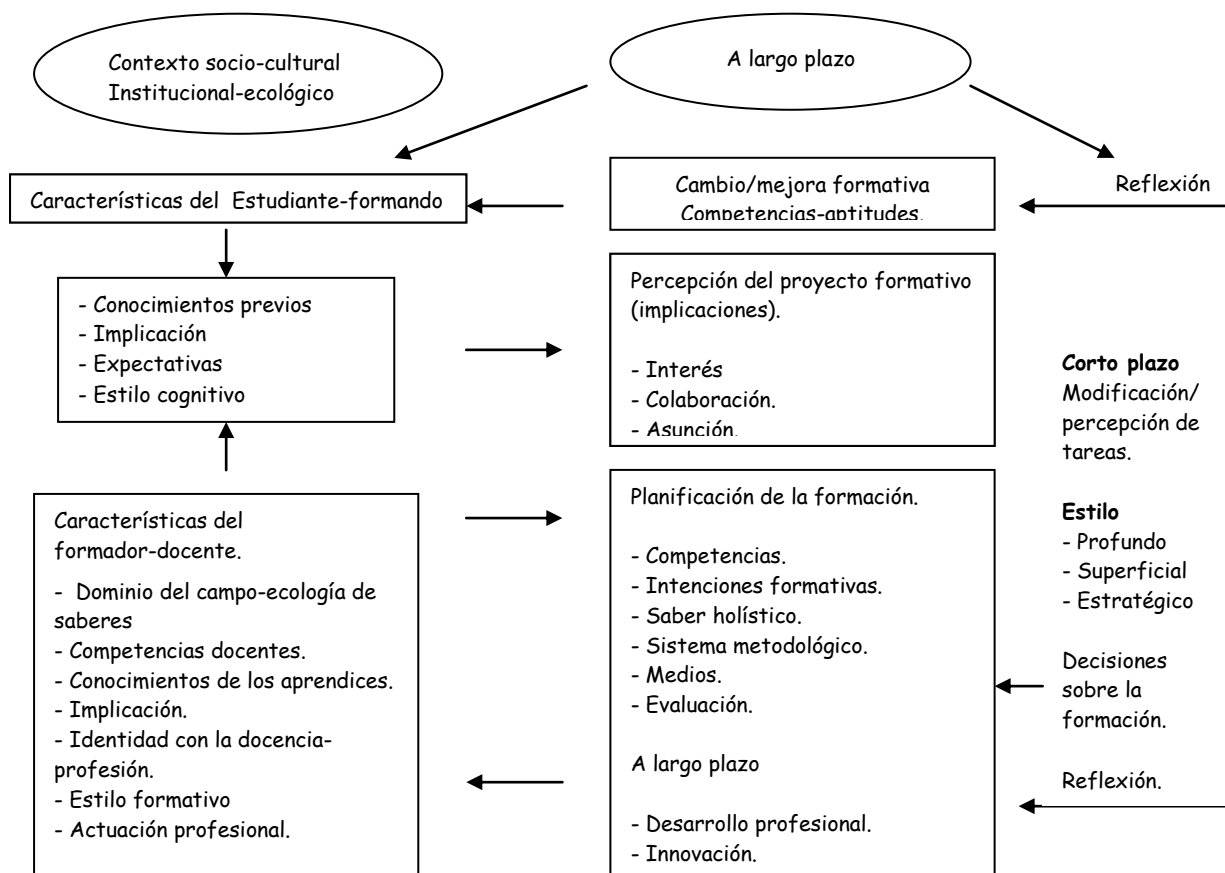 Contexto socio-cultural
Institucional-ecológico
A largo plazo
Características del Estudiante-formando
Cambio/mejora formativa
Competencias-aptitudes.
Reflexión
- Conocimientos previos
- Implicación
- Expectativas
- Estilo cognitivo
Percepción del proyecto formativo
(implicaciones).
- Interés
- Colaboración.
- Asunción.
Corto plazo
Modificación/
percepción de
tareas.
Estilo
- Profundo
- Superficial
- Estratégico
Decisiones
sobre la
formación.
Reflexión.
Características del
formador-docente.
- Dominio del campo-ecología de
saberes
- Competencias docentes.
- Conocimientos de los aprendices.
- Implicación.
- Identidad con la docencia-
profesión.
- Estilo formativo
- Actuación profesional.
Planificación de la formación.
- Competencias.
- Intenciones formativas.
- Saber holístico.
- Sistema metodológico.
- Medios.
- Evaluación.
A largo plazo
- Desarrollo profesional.
- Innovación.